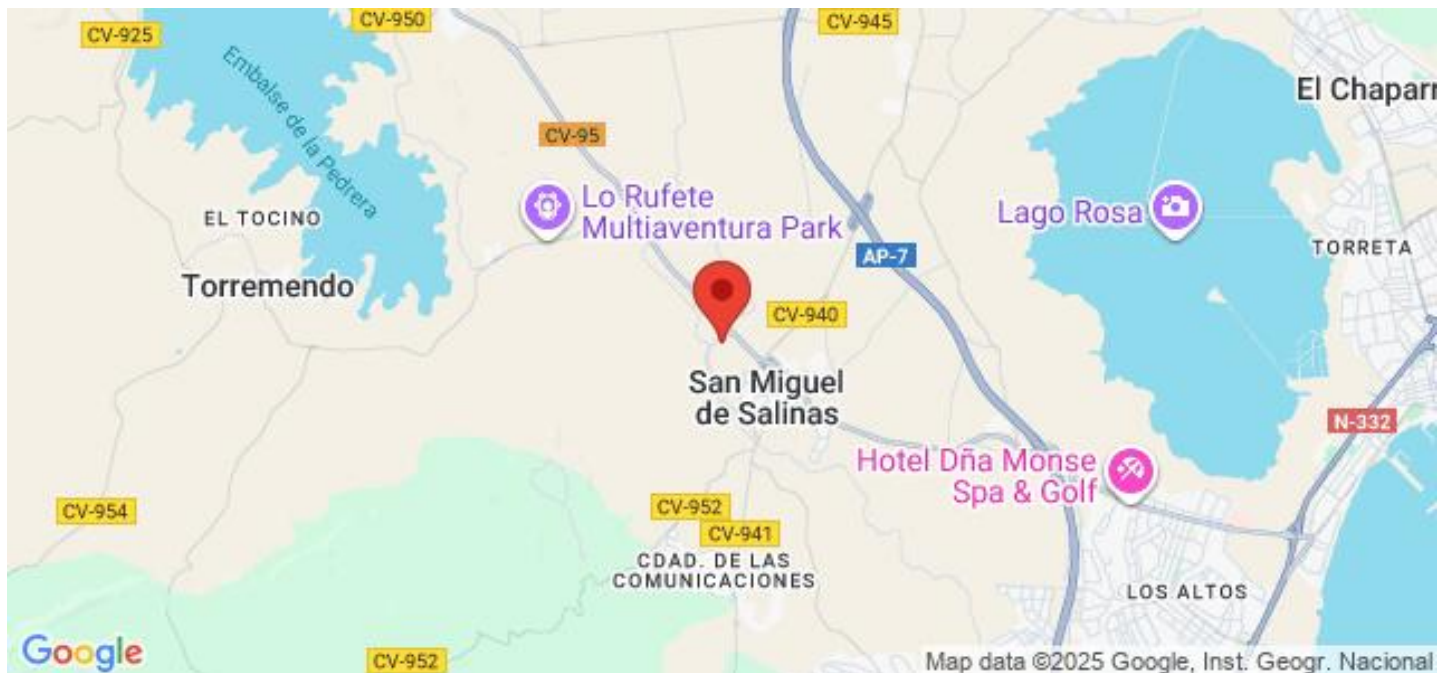 CV-950
CV-945
CV-925
Embalse de la Pedrera
El Chaparr
CV-95
Lo Rufete
Multiaventura Park
Lago Rosa
EL TOCINO
TORRETA
AP-7
Torremendo
CV-940
San Miguel
de Salinas
N-332
Hotel Dña Monse
Spa & Golf
CV-954
CV-952
CV-941
CDAD. DE LAS
COMUNICACIONES
LOS ALTOS
Google
CV-952
Map data ©2025 Google, Inst. Geogr. Nacional